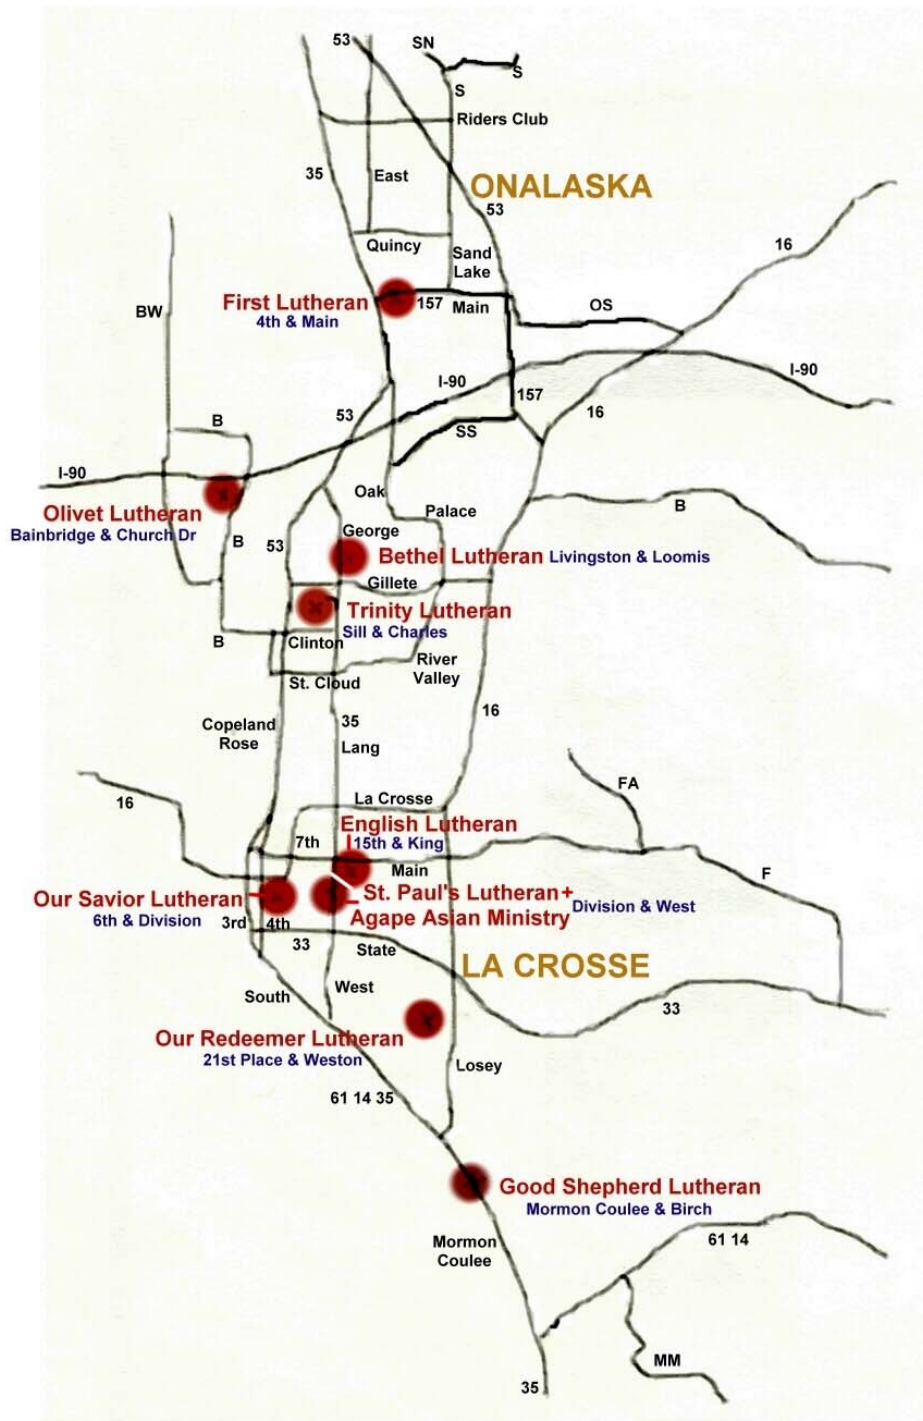 53
SN
S
S
Riders Club
35
East
ONALASKA
53
Quincy
Sand
Lake
16
First Lutheran
4th & Main
157
Main
OS
BW
I-90
I-90
157
16
53
B
SS
I-90
Oak
Palace
B
Olivet Lutheran
Bainbridge & Church Dr
B
53
George
Bethel Lutheran
Livingston & Loomis
Gillete
Trinity Lutheran
Sill & Charles
B
Clinton
River
Valley
St. Cloud
Copeland
Rose
35
Lang
16
16
La Crosse
FA
English Lutheran
15th & King
7th
Main
F
Our Savior Lutheran
6th & Division
St. Paul's Lutheran+
Agape Asian Ministry
Division & West
3rd
4th
33
State
LA CROSSE
South
West
33
Our Redeemer Lutheran
21st Place & Weston
Losey
61 14 35
Good Shepherd Lutheran
Mormon Coulee & Birch
Mormon
Coulee
61 14
MM
35